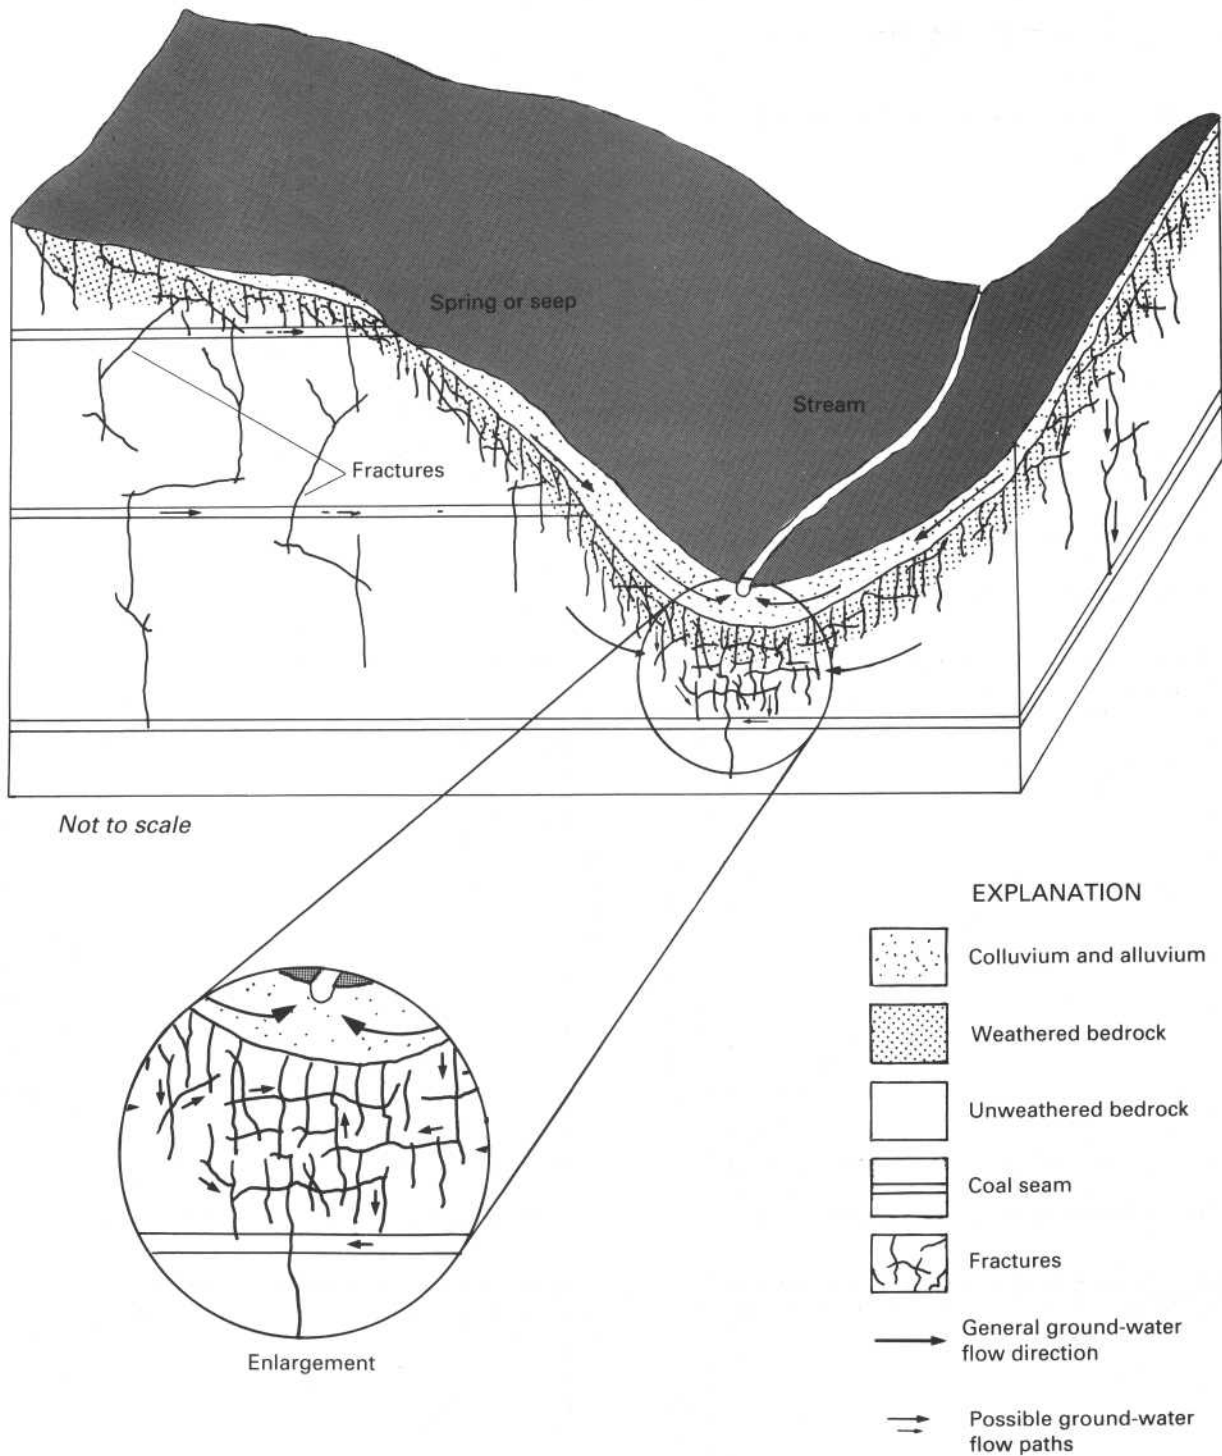 Spring or seep
Stream
Fractures
Not to scale
EXPLANATION
Colluvium and alluvium
Weathered bedrock
Unweathered bedrock
Coal seam
Fractures
General ground-water
flow direction
Possible ground-water
flow paths
Enlargement